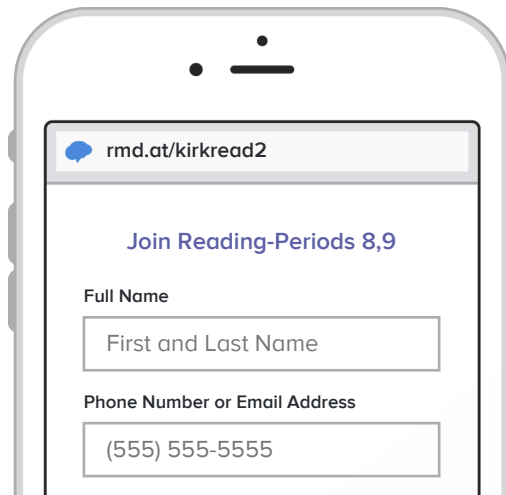 rmd.at/kirkread2
Join Reading-Periods 8,9
Full Name
First and Last Name
Phone Number or Email Address
(555) 555-5555